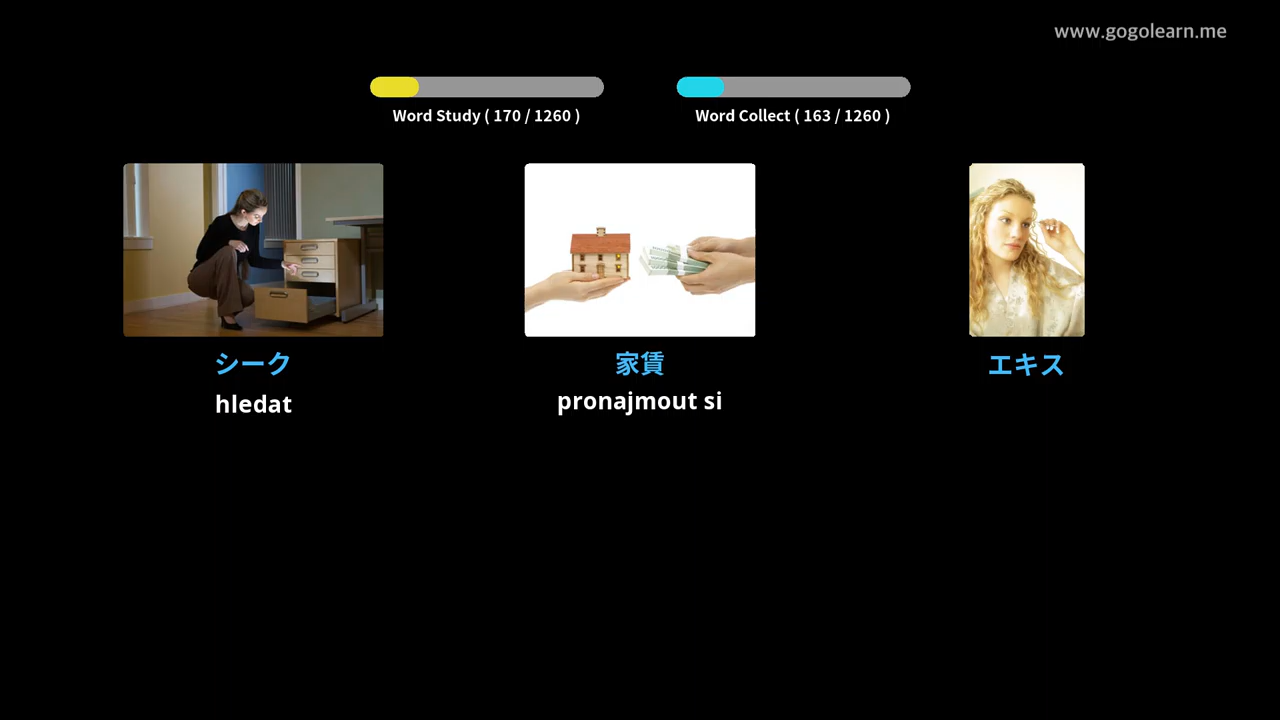 www.gogolearn.me
Word Study ( 170 / 1260 )
Word Collect ( 163 / 1260 )
シーク
家賃
エキス
hledat
pronajmout si